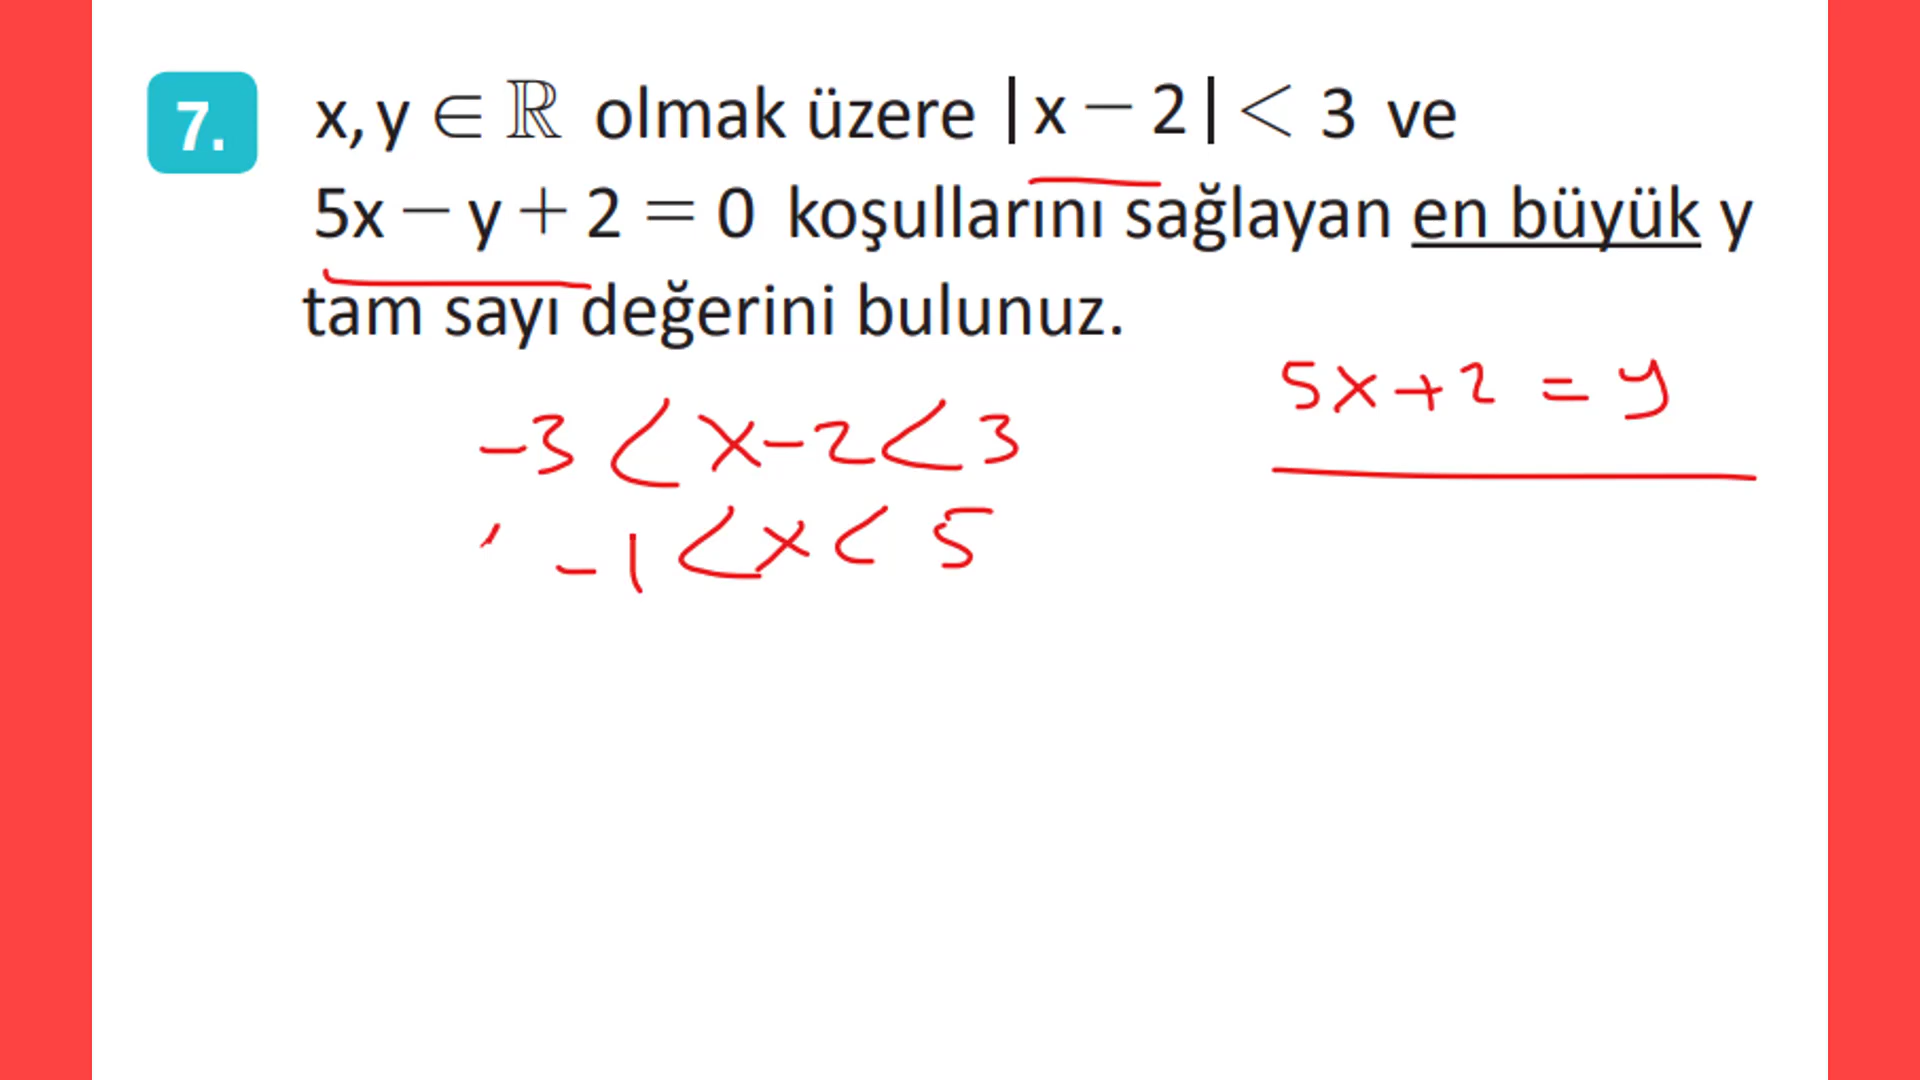 7. x, y ∈ ℝ olmak üzere |x − 2| < 3 ve
5x − y + 2 = 0 koşullarını sağlayan en büyük y
tam sayı değerini bulunuz.
5x+2 = y
-3 < x-2 < 3
-1 < x < 5